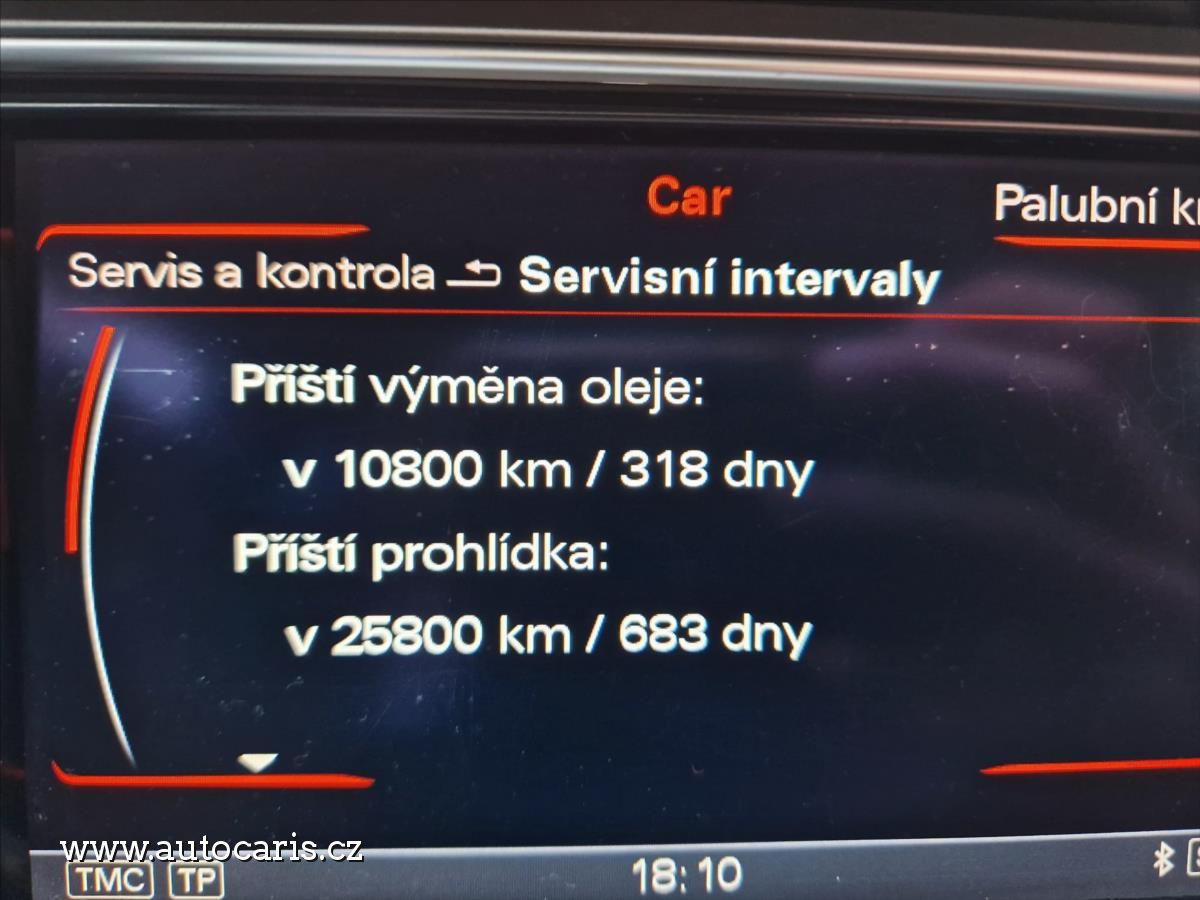 Car
Palubní
Servis a kontrola Servisní intervaly
Příští výměna oleje:
v 10800 km / 318 dny
Příští prohlídka:
v 25800 km / 683 dny
www.autocaris.cz
TMC TP 18:10